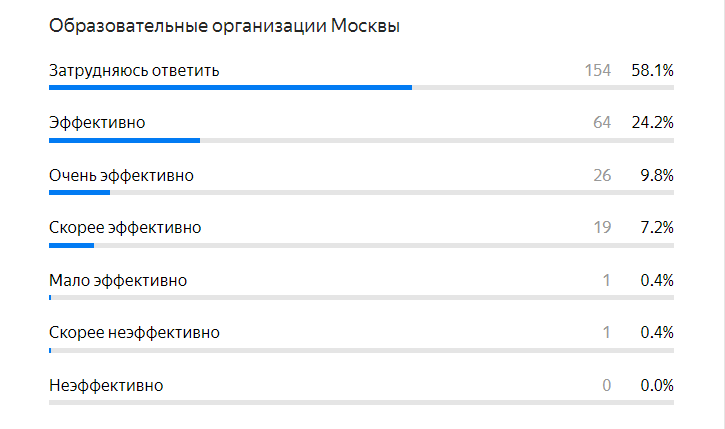 Образовательные организации Москвы
Затрудняюсь ответить 154 58.1%
Эффективно 64 24.2%
Очень эффективно 26 9.8%
Скорее эффективно 19 7.2%
Мало эффективно 1 0.4%
Скорее неэффективно 1 0.4%
Неэффективно 0 0.0%